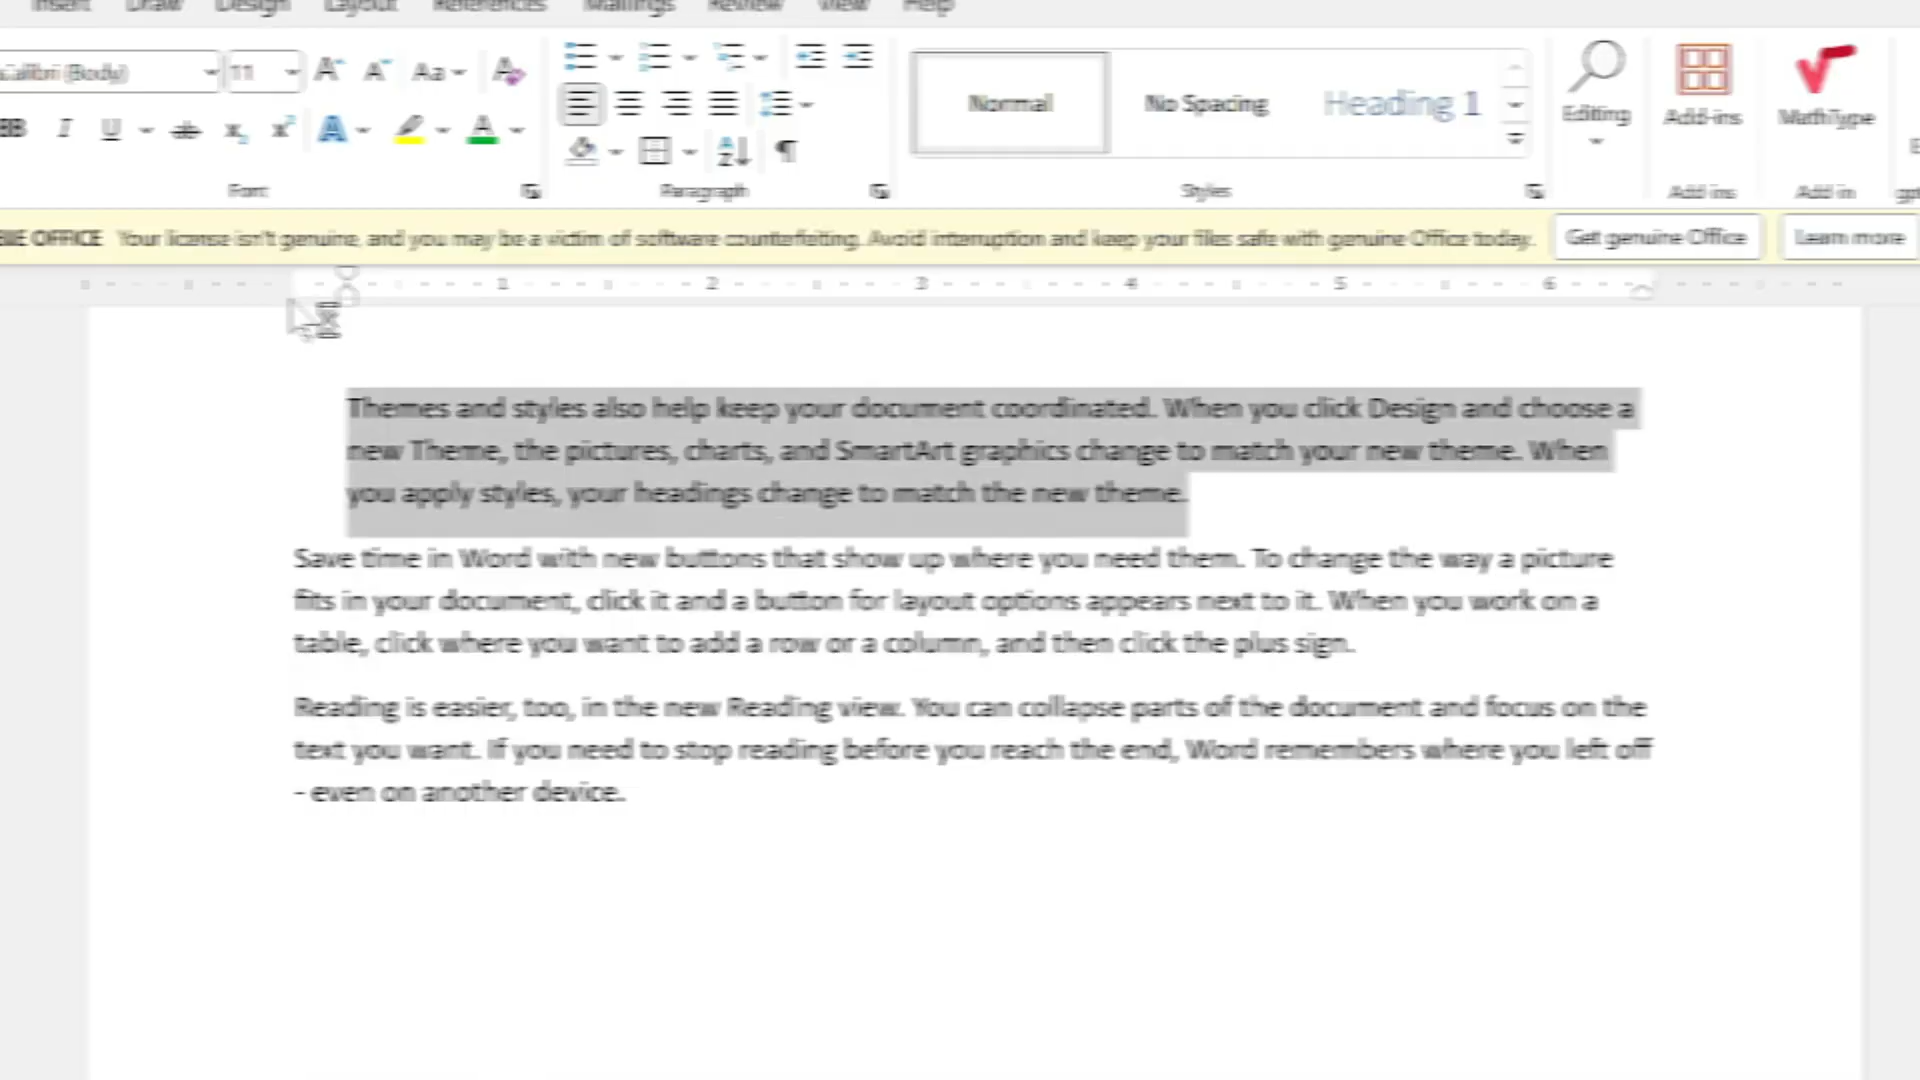 Insert Draw Design Layout References Mailings Review View Help
Calibri (Body) 11 Aa
I U ab x x A A
Normal No Spacing Heading 1
Editing Add-ins MathType
Font Paragraph Styles Add-ins Add-in
OFFICE Your license isn't genuine, and you may be a victim of software counterfeiting. Avoid interruption and keep your files safe with genuine Office today. Get genuine Office Learn more
1 2 3 4 5 6
Themes and styles also help keep your document coordinated. When you click Design and choose a
new Theme, the pictures, charts, and SmartArt graphics change to match your new theme. When
you apply styles, your headings change to match the new theme.
Save time in Word with new buttons that show up where you need them. To change the way a picture
fits in your document, click it and a button for layout options appears next to it. When you work on a
table, click where you want to add a row or a column, and then click the plus sign.
Reading is easier, too, in the new Reading view. You can collapse parts of the document and focus on the
text you want. If you need to stop reading before you reach the end, Word remembers where you left off
- even on another device.